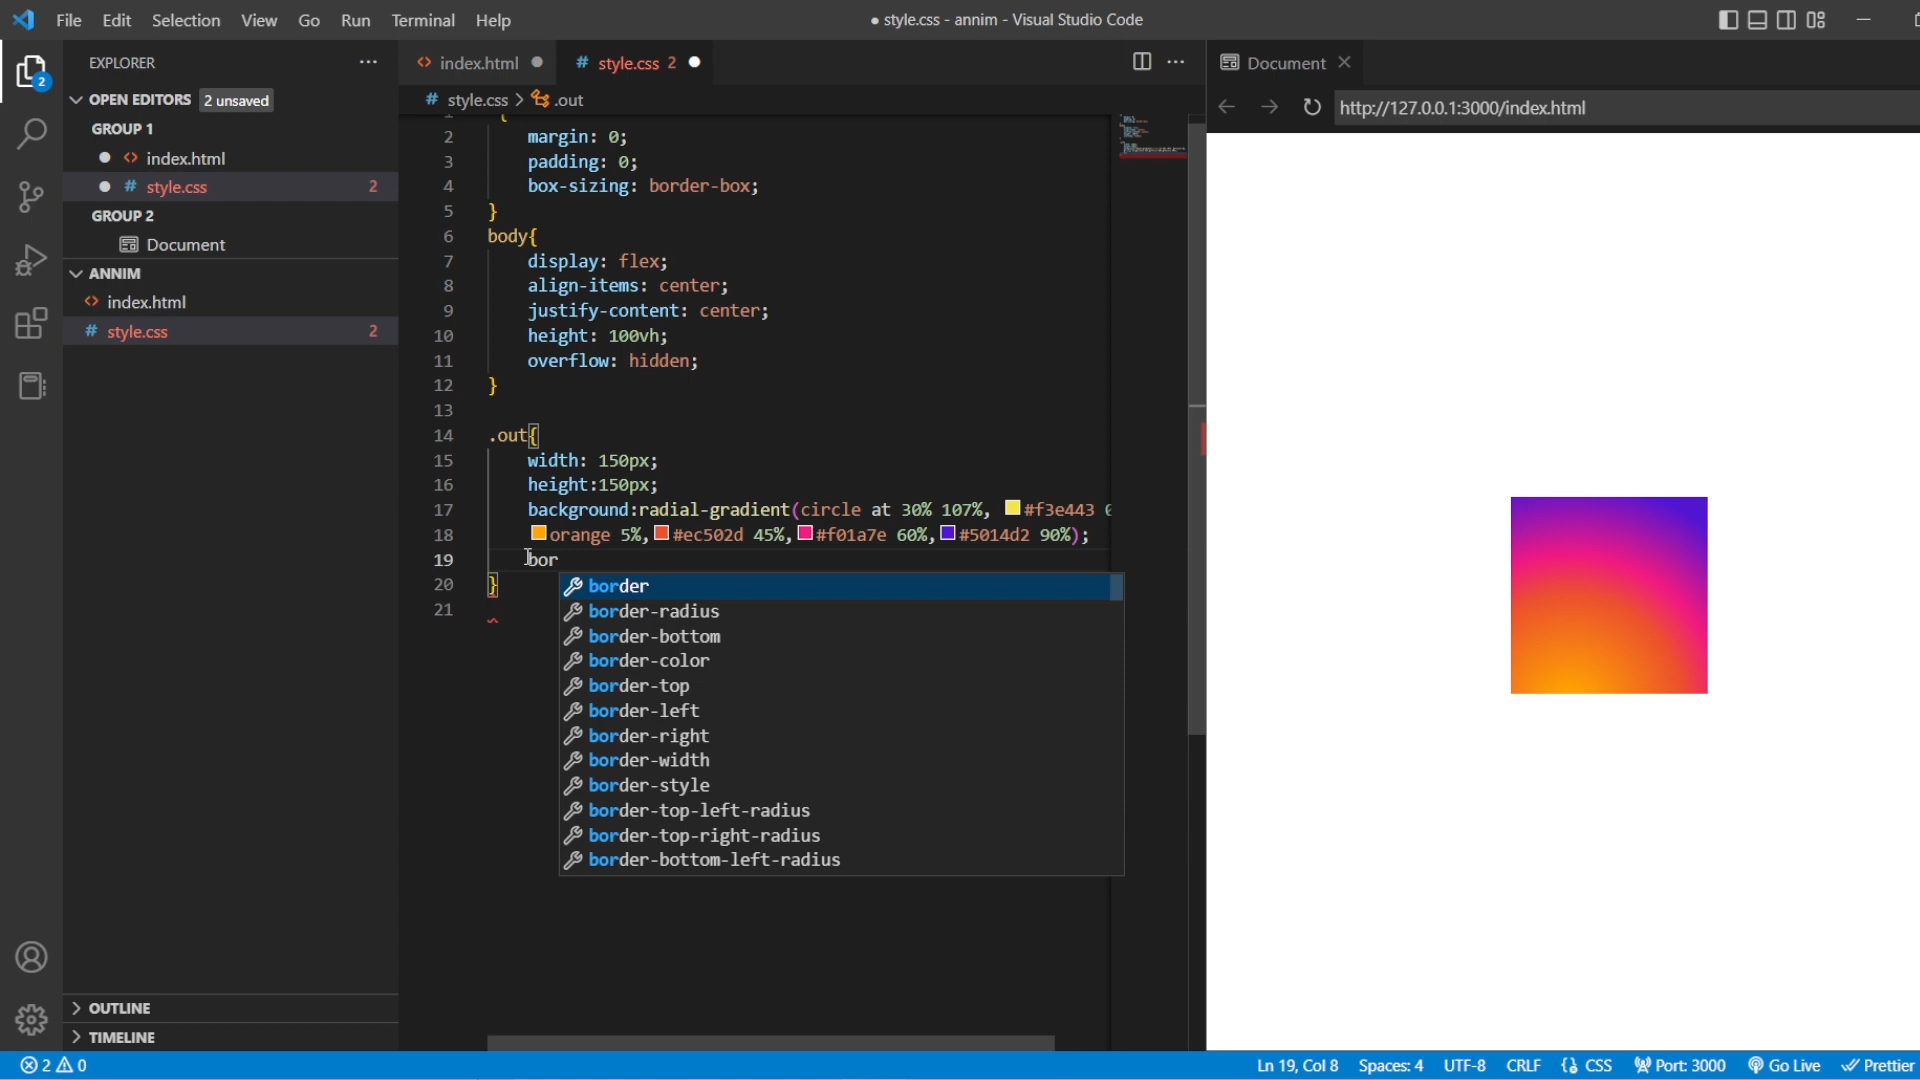 File Edit Selection View Go Run Terminal Help
● style.css - annim - Visual Studio Code
EXPLORER
OPEN EDITORS 2 unsaved
GROUP 1
index.html
style.css 2
GROUP 2
Document
ANNIM
index.html
style.css 2
OUTLINE
TIMELINE
2
index.html
style.css 2
style.css > .out
2 margin: 0;
3 padding: 0;
4 box-sizing: border-box;
5 }
6 body{
7 display: flex;
8 align-items: center;
9 justify-content: center;
10 height: 100vh;
11 overflow: hidden;
12 }
13
14 .out{
15 width: 150px;
16 height:150px;
17 background:radial-gradient(circle at 30% 107%, #f3e443
18 orange 5%,#ec502d 45%,#f01a7e 60%,#5014d2 90%);
19 bor
20 }
21
border
border-radius
border-bottom
border-color
border-top
border-left
border-right
border-width
border-style
border-top-left-radius
border-top-right-radius
border-bottom-left-radius
Document
http://127.0.0.1:3000/index.html
2 0
Ln 19, Col 8 Spaces: 4 UTF-8 CRLF {} CSS Port: 3000 Go Live Prettier